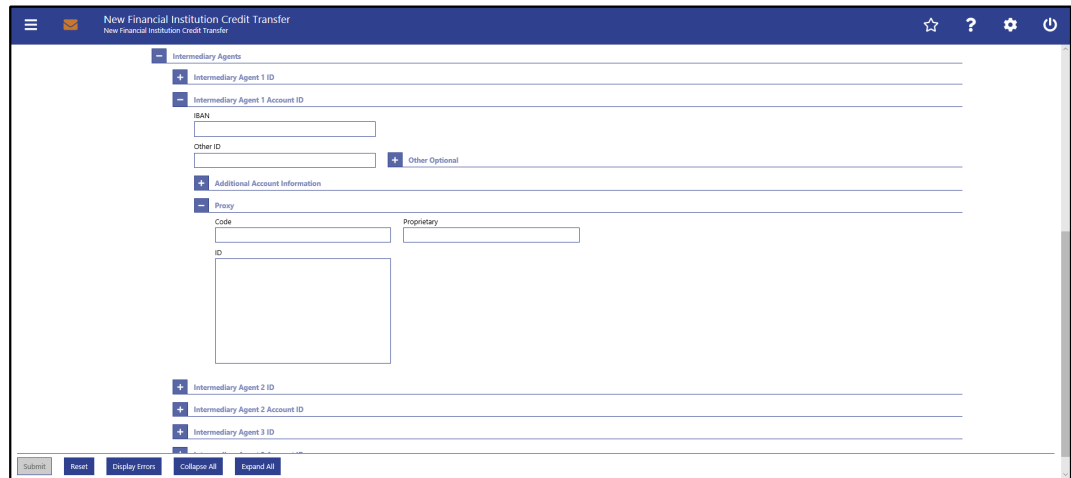 New Financial Institution Credit Transfer
New Financial Institution Credit Transfer
Intermediary Agents
Intermediary Agent 1 ID
Intermediary Agent 1 Account ID
IBAN
Other ID
Other Optional
Additional Account Information
Proxy
Code Proprietary
ID
Intermediary Agent 2 ID
Intermediary Agent 2 Account ID
Intermediary Agent 3 ID
Submit Reset Display Errors Collapse All Expand All